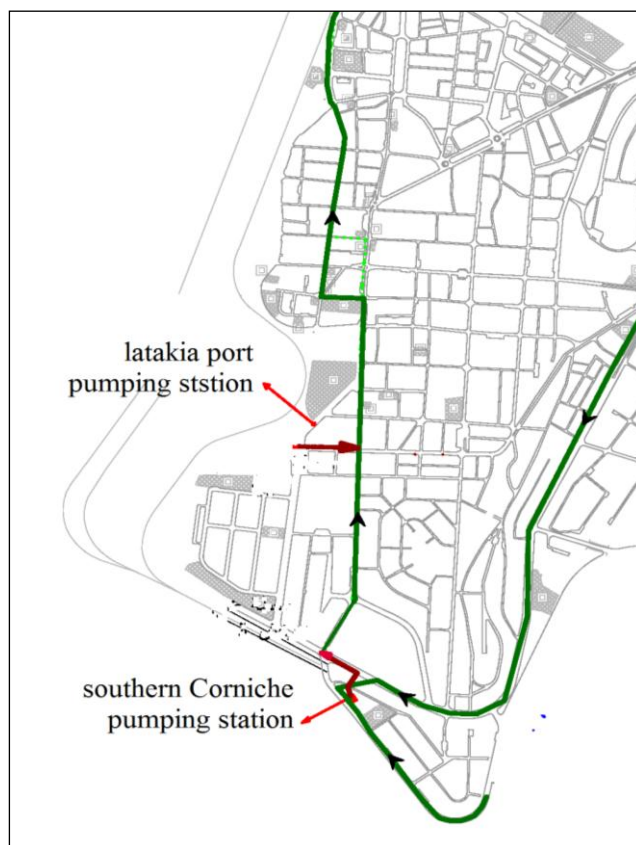 latakia port
pumping ststion
southern Corniche
pumping station